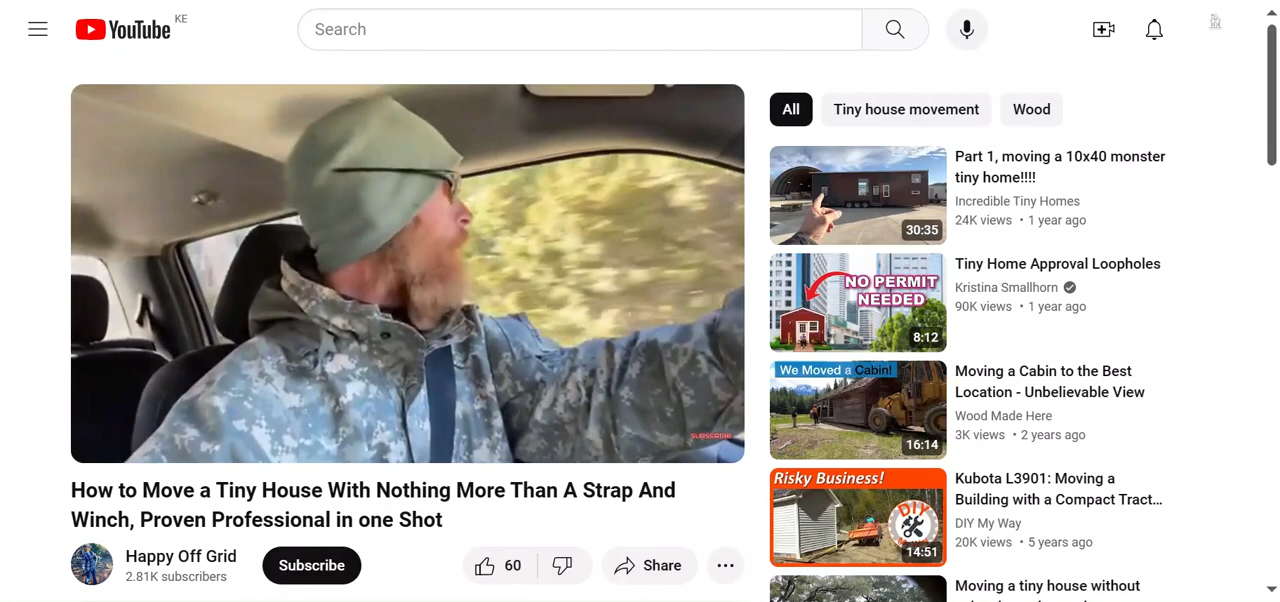 YouTube KE
Search
SUBSCRIBE
How to Move a Tiny House With Nothing More Than A Strap And
Winch, Proven Professional in one Shot
Happy Off Grid
2.81K subscribers
Subscribe
60
Share
All
Tiny house movement
Wood
30:35
Part 1, moving a 10x40 monster
tiny home!!!!
Incredible Tiny Homes
24K views • 1 year ago
NO PERMIT
NEEDED
8:12
Tiny Home Approval Loopholes
Kristina Smallhorn
90K views • 1 year ago
We Moved a Cabin!
16:14
Moving a Cabin to the Best
Location - Unbelievable View
Wood Made Here
3K views • 2 years ago
Risky Business!
DIY
14:51
Kubota L3901: Moving a
Building with a Compact Tract...
DIY My Way
20K views • 5 years ago
Moving a tiny house without